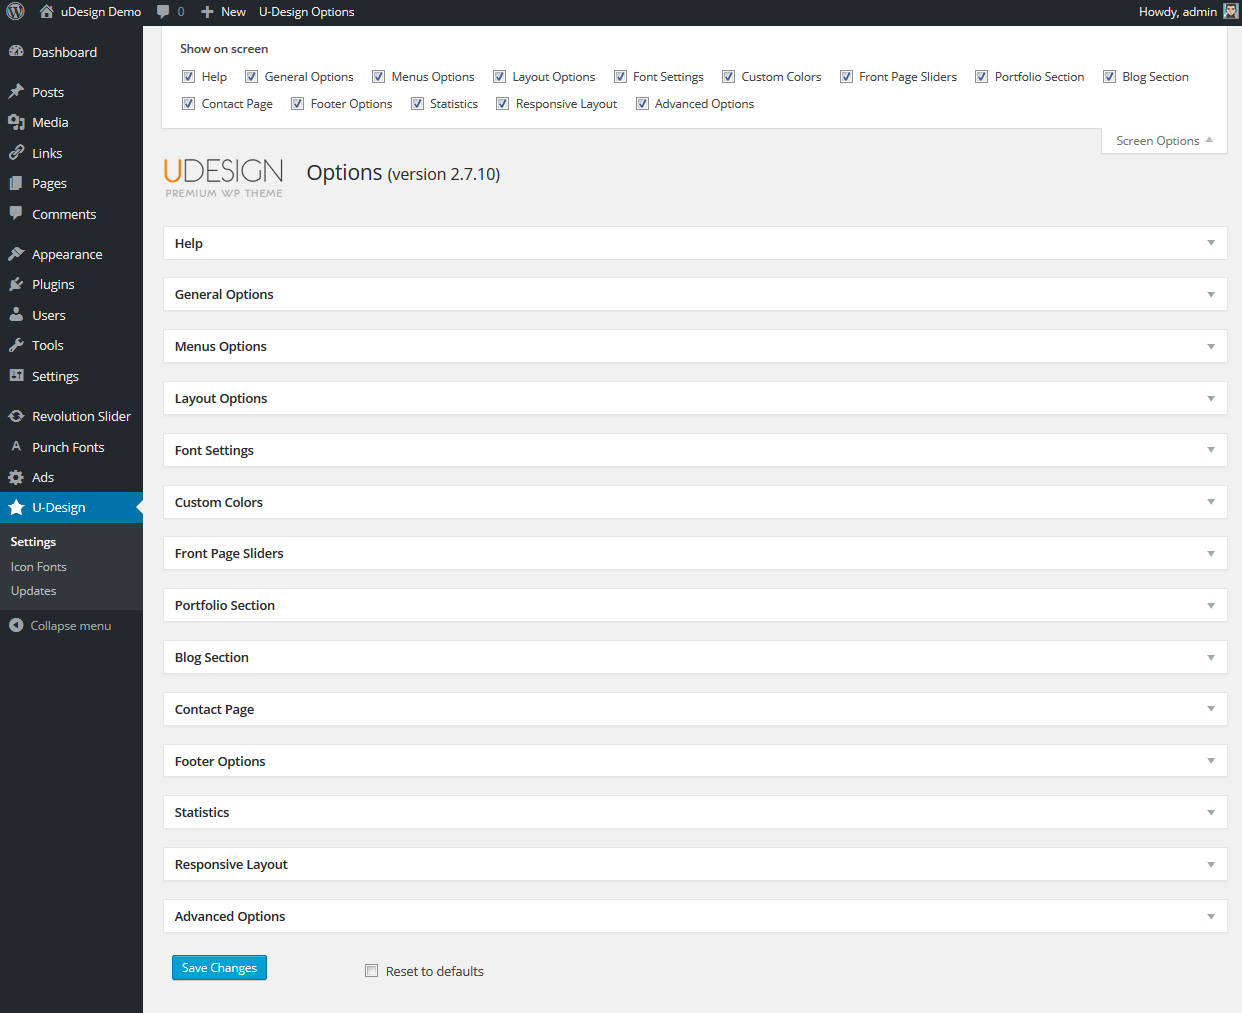 uDesign Demo 0 New U-Design Options Howdy, admin
Dashboard
Posts
Media
Links
Pages
Comments
Appearance
Plugins
Users
Tools
Settings
Revolution Slider
Punch Fonts
Ads
U-Design
Settings
Icon Fonts
Updates
Collapse menu
Show on screen
Help General Options Menus Options Layout Options Font Settings Custom Colors Front Page Sliders Portfolio Section Blog Section
Contact Page Footer Options Statistics Responsive Layout Advanced Options
Screen Options
UDESIGN
PREMIUM WP THEME
Options (version 2.7.10)
Help
General Options
Menus Options
Layout Options
Font Settings
Custom Colors
Front Page Sliders
Portfolio Section
Blog Section
Contact Page
Footer Options
Statistics
Responsive Layout
Advanced Options
Save Changes Reset to defaults